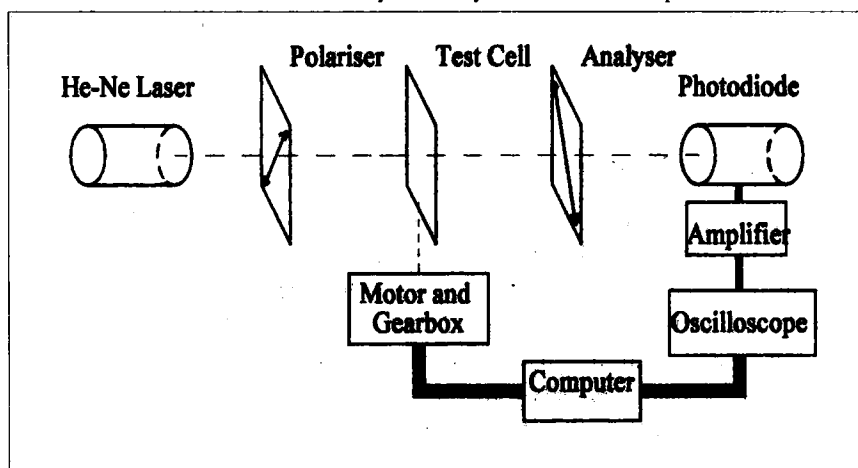 Polariser Test Cell Analyser
He-Ne Laser Photodiode
Amplifier
Motor and
Gearbox
Oscilloscope
Computer